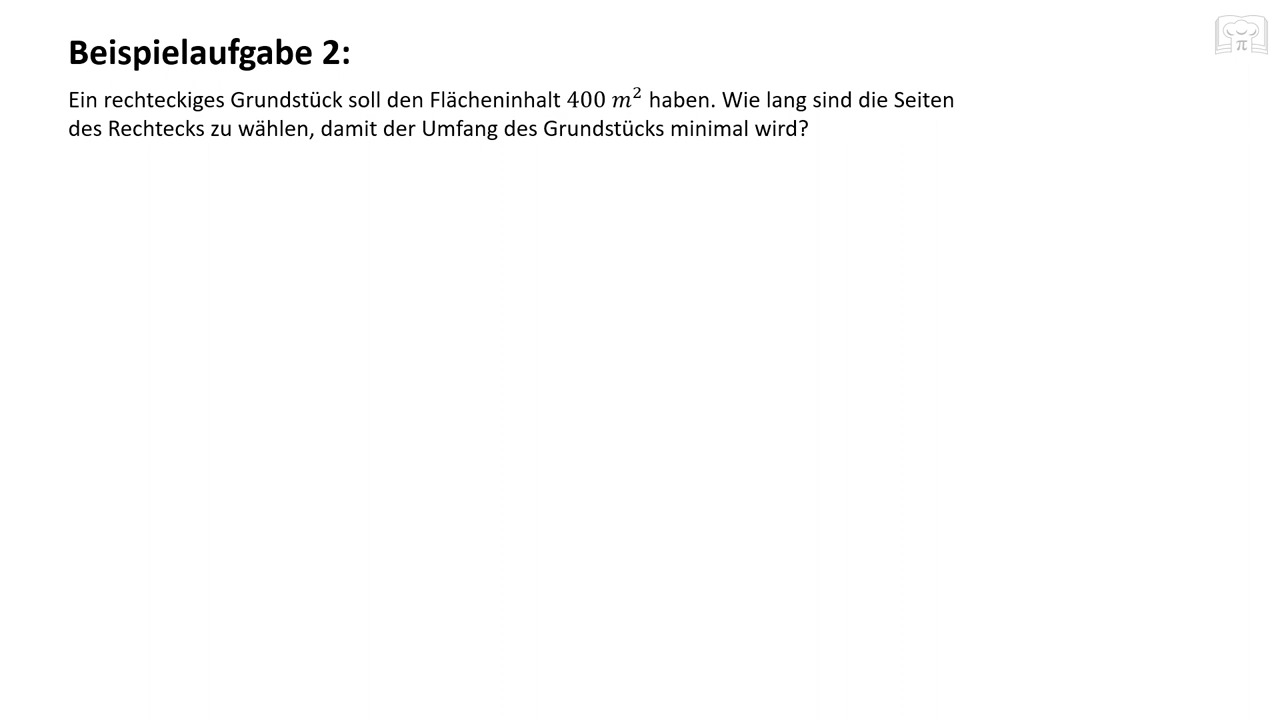 Beispielaufgabe 2:
Ein rechteckiges Grundstück soll den Flächeninhalt 400 m² haben. Wie lang sind die Seiten
des Rechtecks zu wählen, damit der Umfang des Grundstücks minimal wird?
π